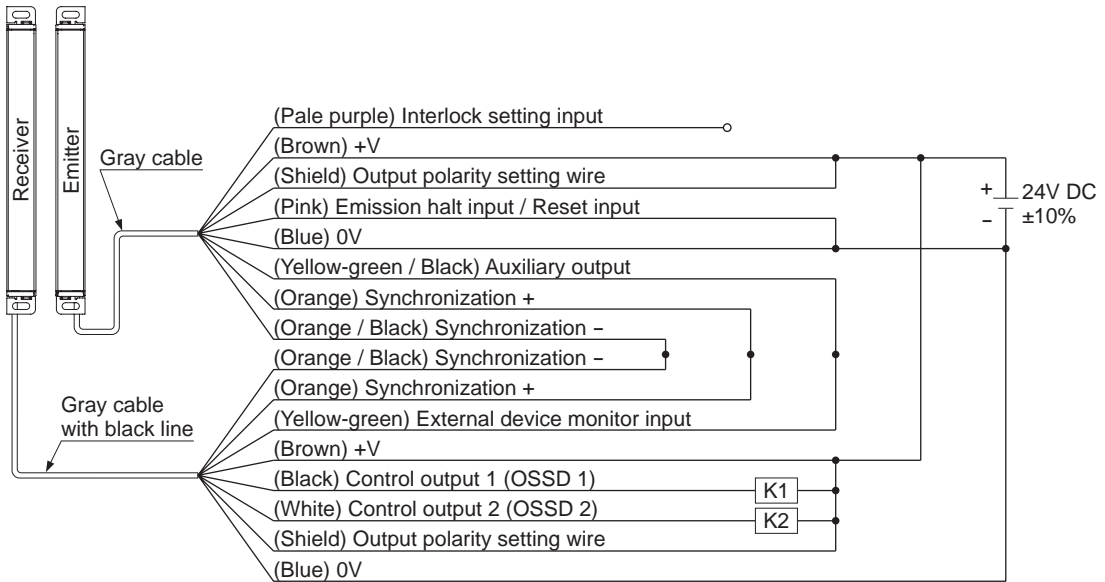 Receiver
Emitter
Gray cable
(Pale purple) Interlock setting input
(Brown) +V
(Shield) Output polarity setting wire
(Pink) Emission halt input / Reset input
(Blue) 0V
(Yellow-green / Black) Auxiliary output
(Orange) Synchronization +
(Orange / Black) Synchronization −
+
−
24V DC
±10%
Gray cable
with black line
(Orange / Black) Synchronization −
(Orange) Synchronization +
(Yellow-green) External device monitor input
(Brown) +V
(Black) Control output 1 (OSSD 1)
K1
(White) Control output 2 (OSSD 2)
K2
(Shield) Output polarity setting wire
(Blue) 0V